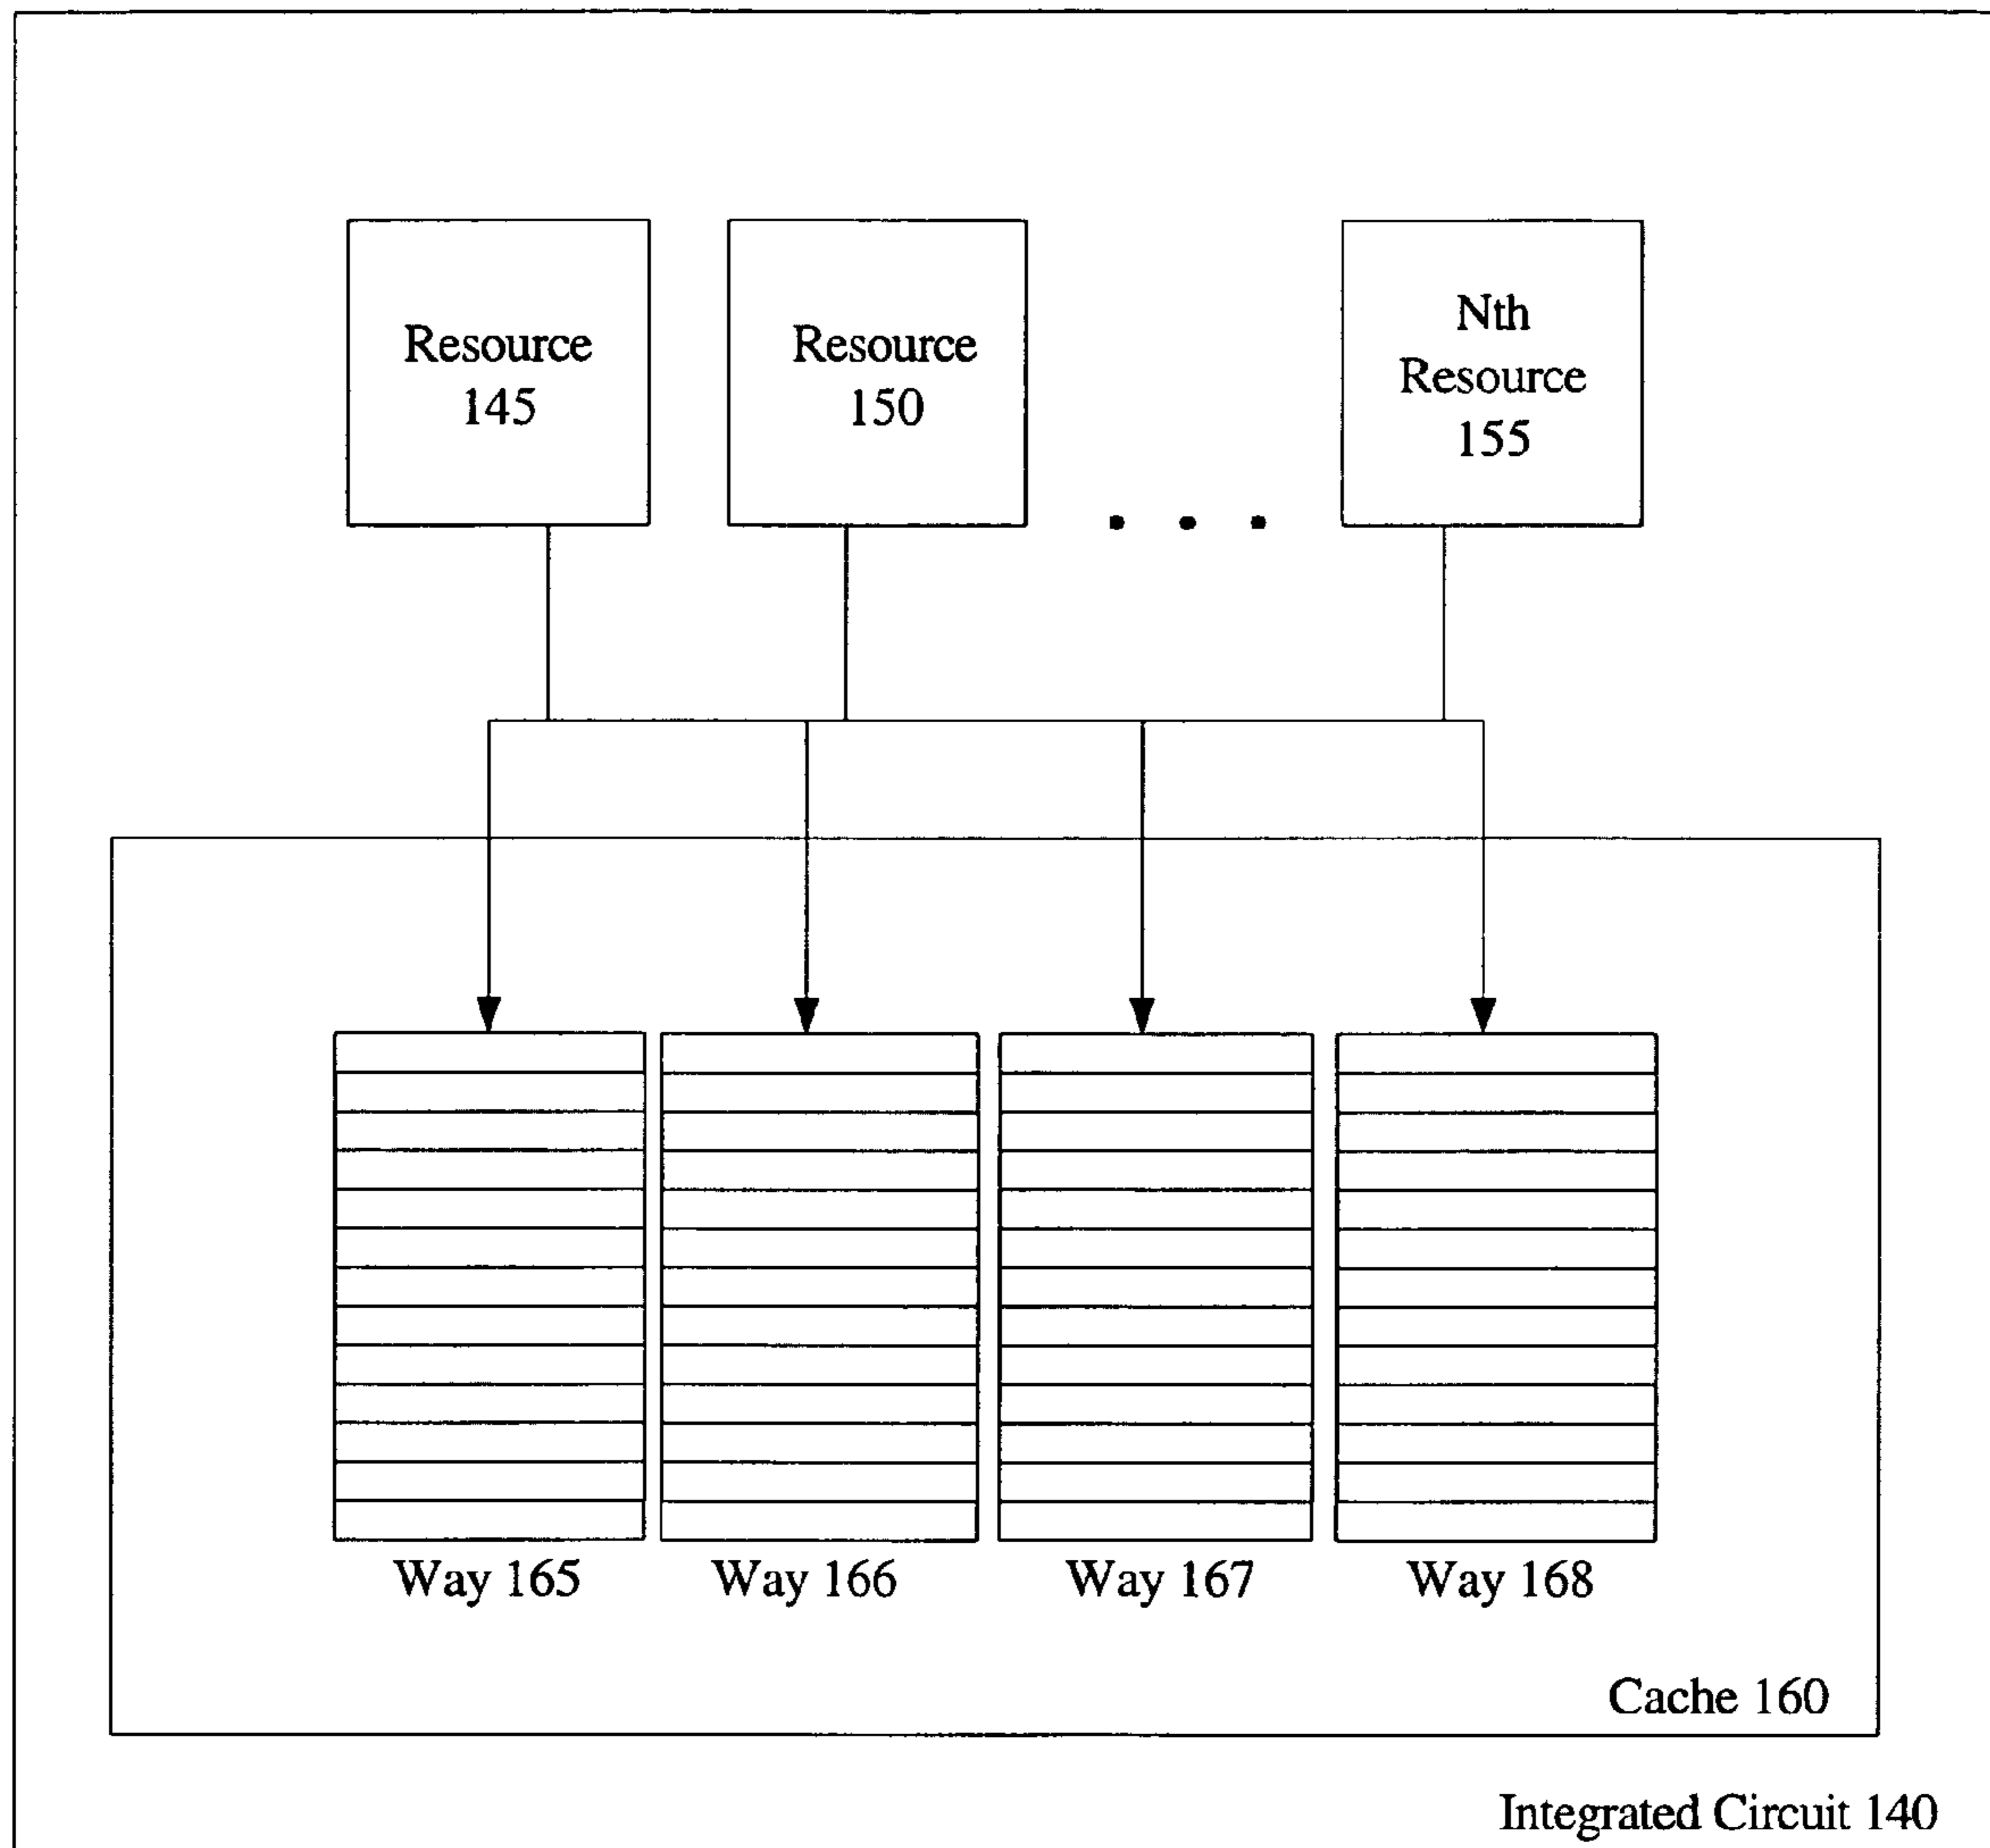 Resource
145
Resource
150
Nth
Resource
155
. . .
Way 165
Way 166
Way 167
Way 168
Cache 160
Integrated Circuit 140